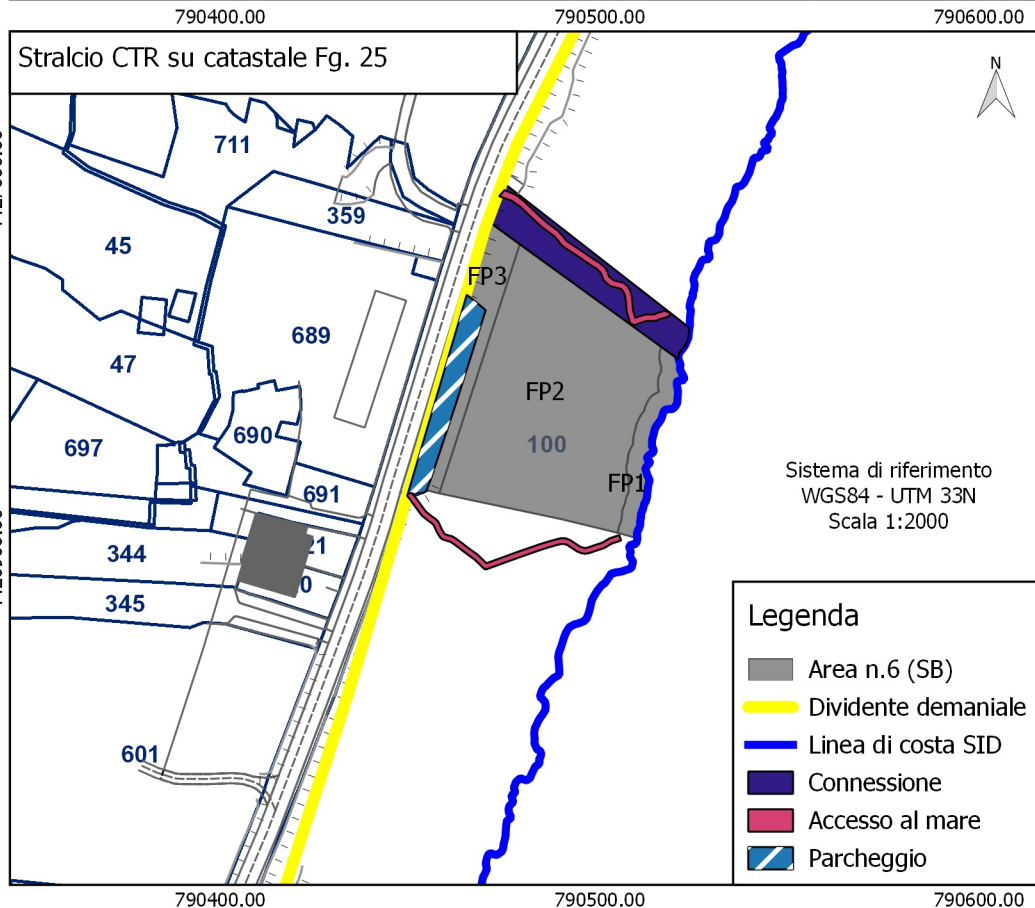 790400.00
790500.00
790600.00
Stralcio CTR su catastale Fg. 25
N
711
359
45
FP3
689
47
FP2
690
697
100
FP1
691
Sistema di riferimento
WGS84 - UTM 33N
Scala 1:2000
344
21
0
345
601
Legenda
Area n.6 (SB)
Dividente demaniale
Linea di costa SID
Connessione
Accesso al mare
Parcheggio
790400.00
790500.00
790600.00